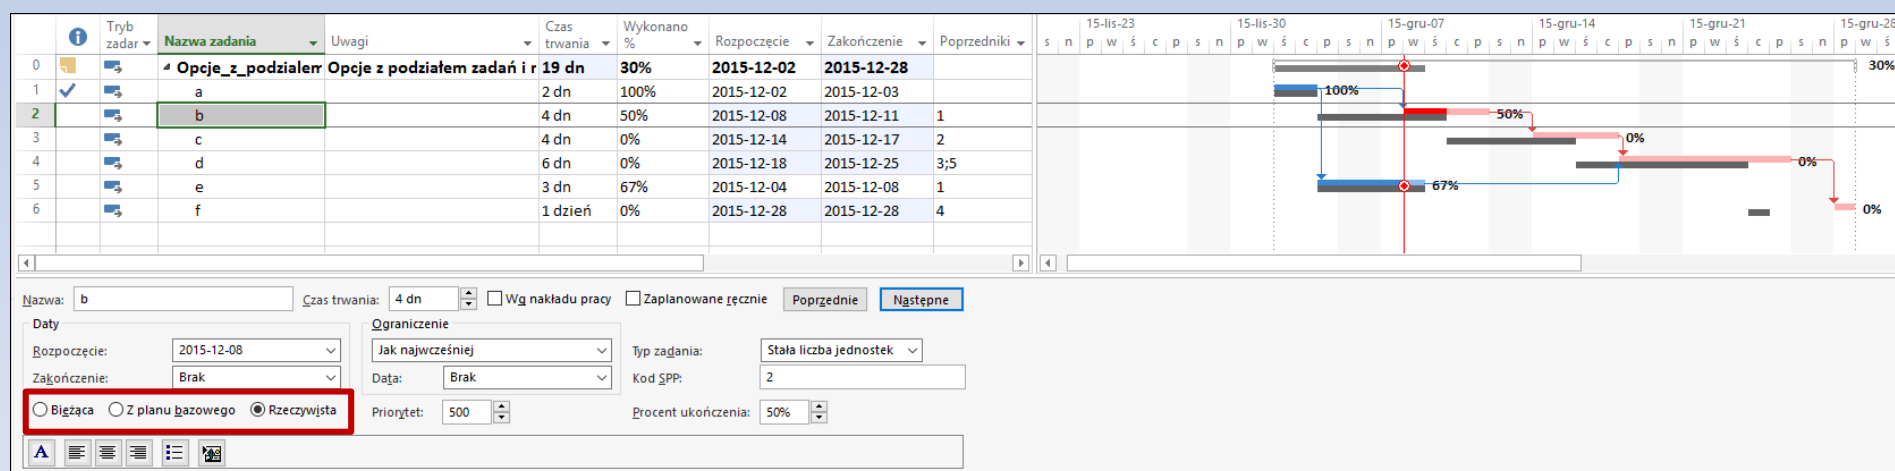 Tryb zadar Nazwa zadania Uwagi Czas trwania Wykonano % Rozpoczęcie Zakończenie Poprzedniki
0 Opcje_z_podzialem Opcje z podziałem zadań i r 19 dn 30% 2015-12-02 2015-12-28
1 a 2 dn 100% 2015-12-02 2015-12-03
2 b 4 dn 50% 2015-12-08 2015-12-11 1
3 c 4 dn 0% 2015-12-14 2015-12-17 2
4 d 6 dn 0% 2015-12-18 2015-12-25 3;5
5 e 3 dn 67% 2015-12-04 2015-12-08 1
6 f 1 dzień 0% 2015-12-28 2015-12-28 4
15-lis-23 15-lis-30 15-gru-07 15-gru-14 15-gru-21 15-gru-28
s n p w ś c p s n p w ś c p s n p w ś c p s n p w ś c p s n p w ś c p s n p w ś
30%
100%
50%
0%
0%
67%
0%
Nazwa: b Czas trwania: 4 dn Wg nakładu pracy Zaplanowane ręcznie Poprzednie Następne
Daty Ograniczenie
Rozpoczęcie: 2015-12-08 Jak najwcześniej Typ zadania: Stała liczba jednostek
Zakończenie: Brak Data: Brak Kod SPP: 2
Bieżąca Z planu bazowego Rzeczywista Priorytet: 500 Procent ukończenia: 50%
A